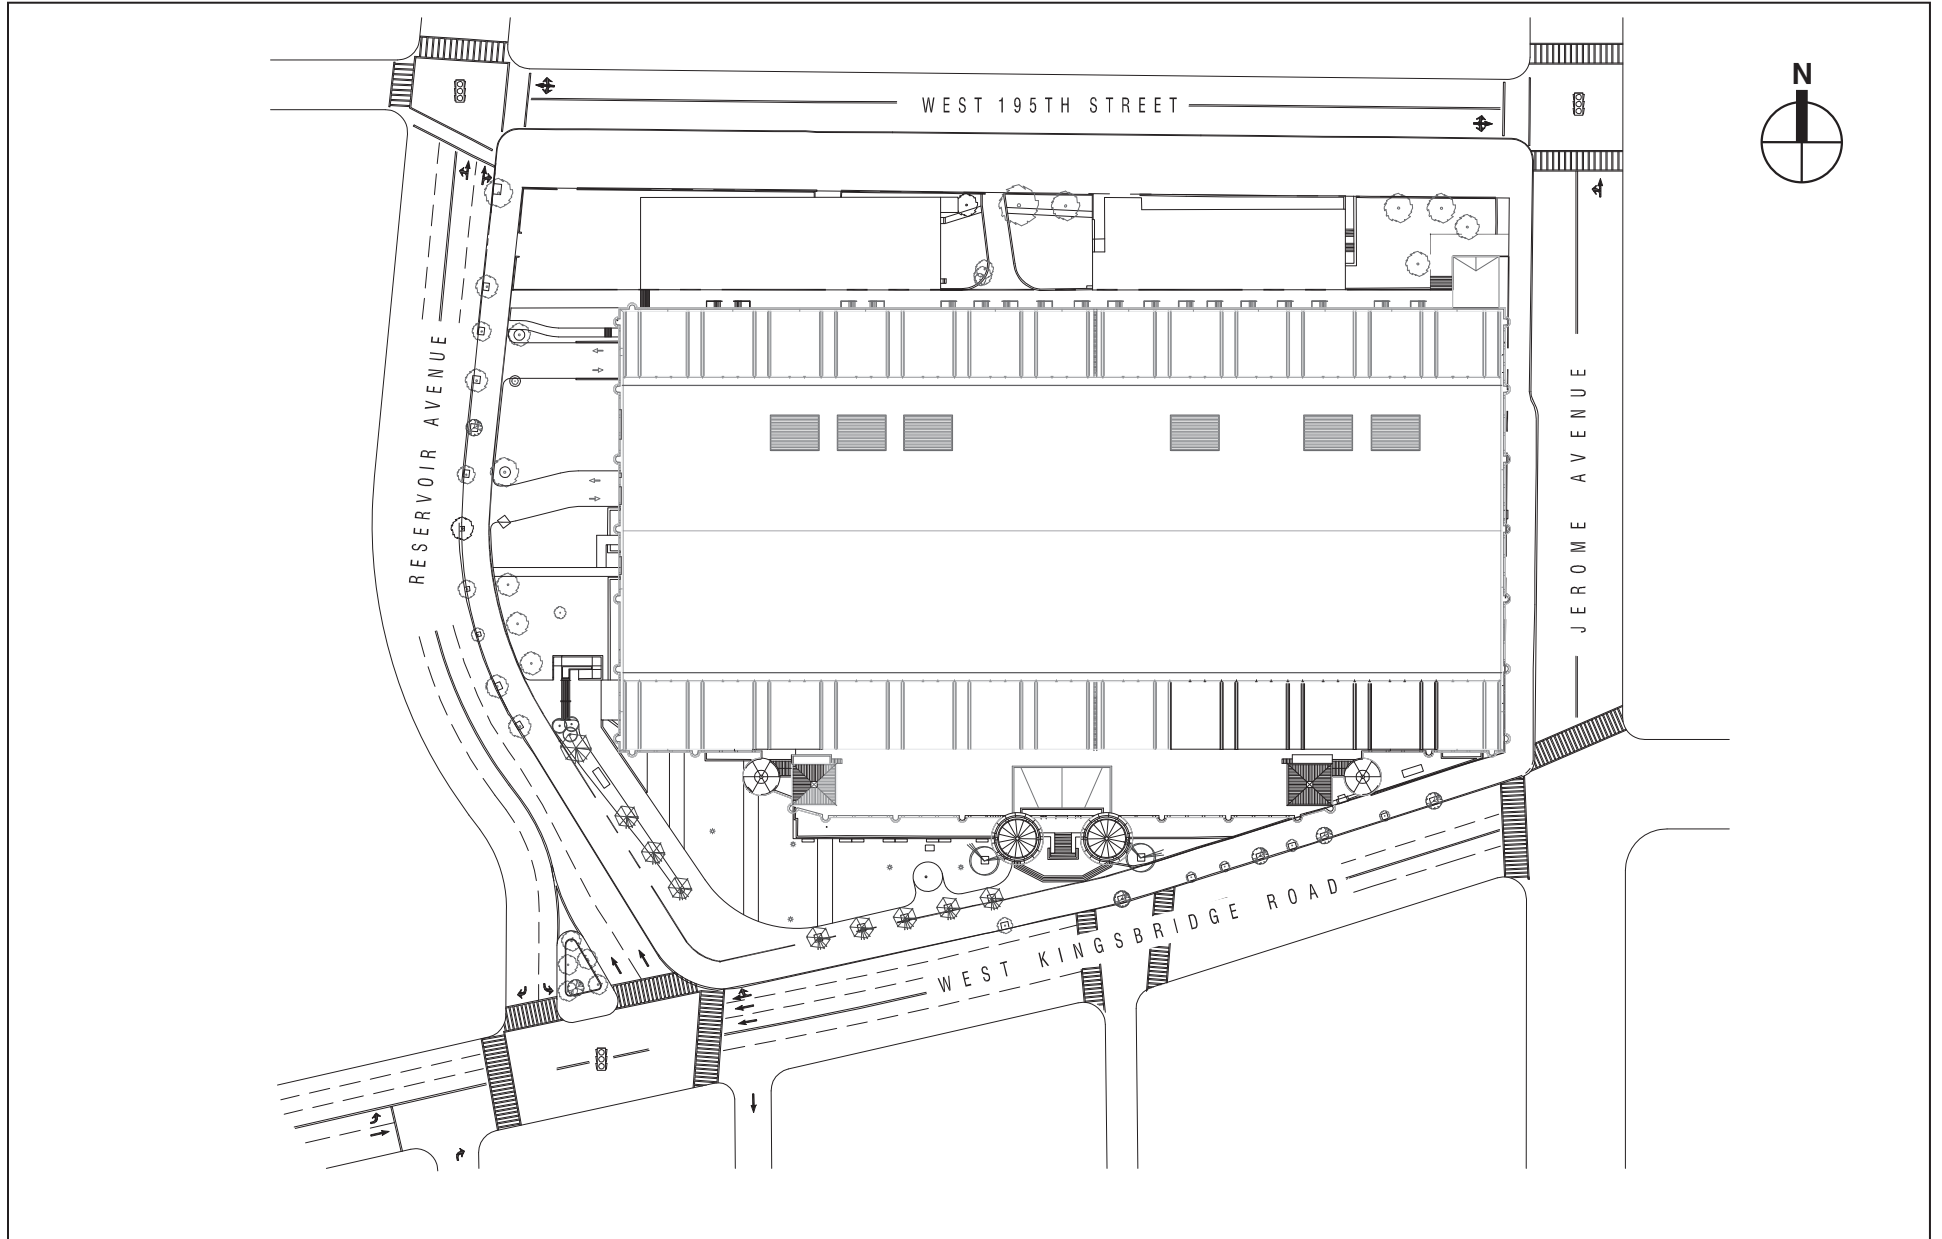 N
WEST 195TH STREET
RESERVOIR AVENUE
JEROME AVENUE
WEST KINGSBRIDGE ROAD